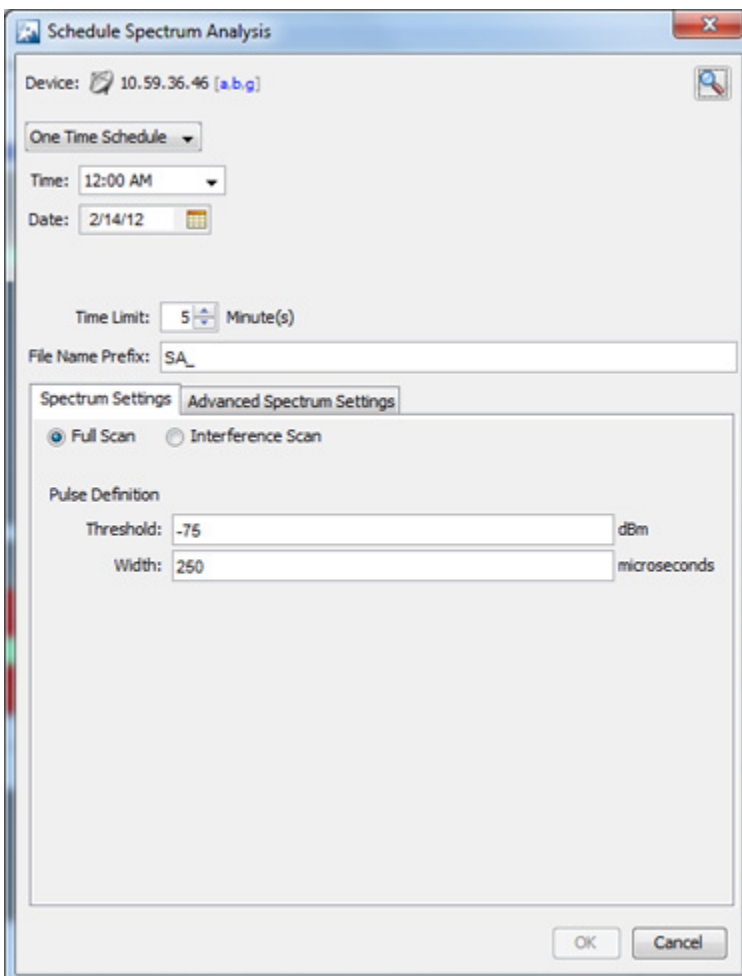 Schedule Spectrum Analysis
Device: 10.59.36.46 [a,b,g]
One Time Schedule
Time: 12:00 AM
Date: 2/14/12
Time Limit: 5 Minute(s)
File Name Prefix: SA_
Spectrum Settings Advanced Spectrum Settings
Full Scan Interference Scan
Pulse Definition
Threshold: -75 dBm
Width: 250 microseconds
OK Cancel